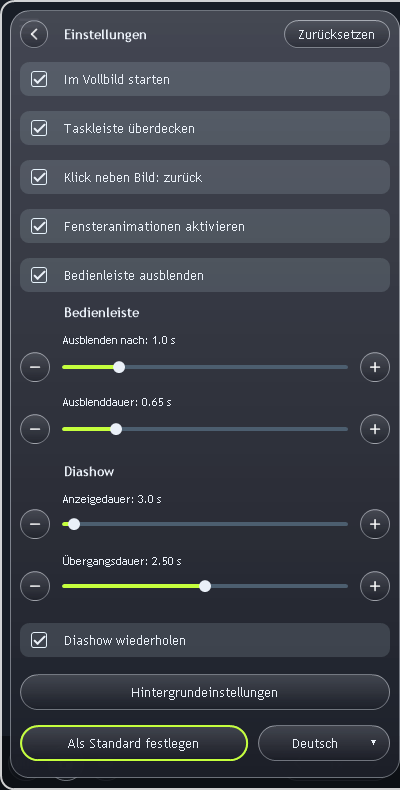 Einstellungen
Zurücksetzen
Im Vollbild starten
Taskleiste überdecken
Klick neben Bild: zurück
Fensteranimationen aktivieren
Bedienleiste ausblenden
Bedienleiste
Ausblenden nach: 1.0 s
Ausblenddauer: 0.65 s
Diashow
Anzeigedauer: 3.0 s
Übergangsdauer: 2.50 s
Diashow wiederholen
Hintergrundeinstellungen
Als Standard festlegen
Deutsch